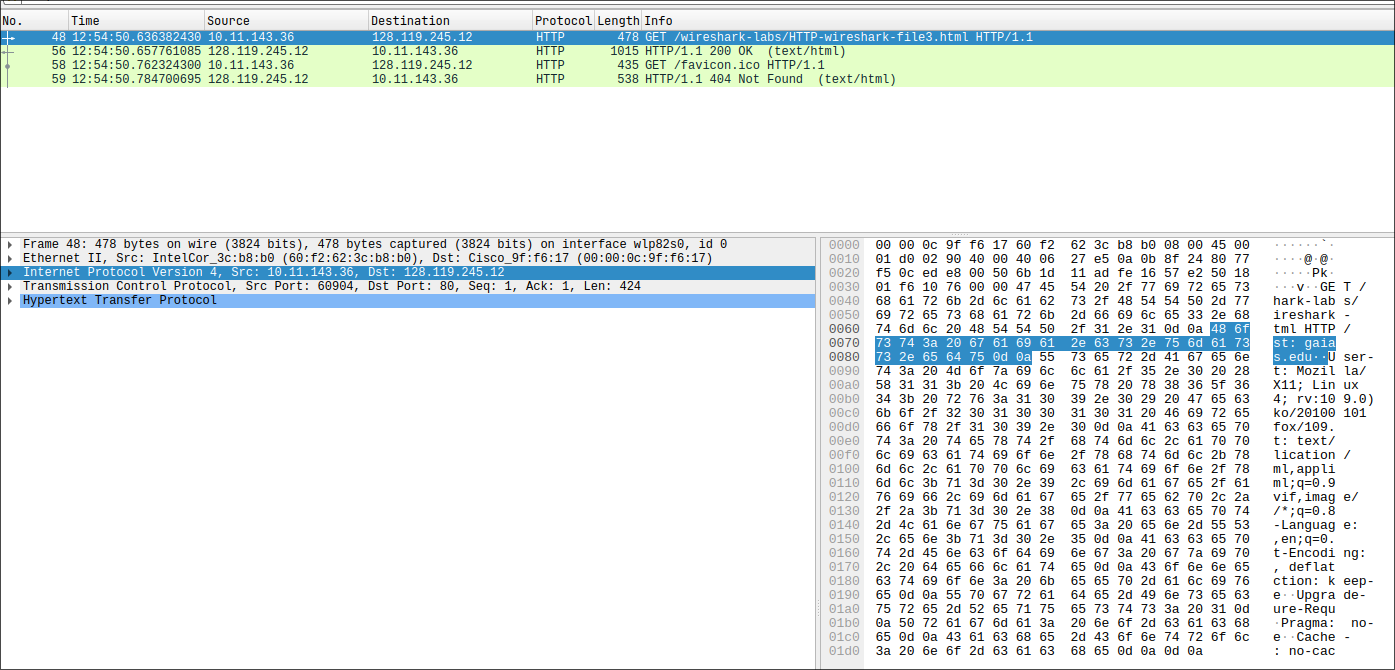 No. Time Source Destination Protocol Length Info
48 12:54:50.636382430 10.11.143.36 128.119.245.12 HTTP 478 GET /wireshark-labs/HTTP-wireshark-file3.html HTTP/1.1
56 12:54:50.657761085 128.119.245.12 10.11.143.36 HTTP 1015 HTTP/1.1 200 OK (text/html)
58 12:54:50.762324300 10.11.143.36 128.119.245.12 HTTP 435 GET /favicon.ico HTTP/1.1
59 12:54:50.784700695 128.119.245.12 10.11.143.36 HTTP 538 HTTP/1.1 404 Not Found (text/html)
Frame 48: 478 bytes on wire (3824 bits), 478 bytes captured (3824 bits) on interface wlp82s0, id 0
Ethernet II, Src: IntelCor_3c:b8:b0 (60:f2:62:3c:b8:b0), Dst: Cisco_9f:f6:17 (00:00:0c:9f:f6:17)
Internet Protocol Version 4, Src: 10.11.143.36, Dst: 128.119.245.12
Transmission Control Protocol, Src Port: 60904, Dst Port: 80, Seq: 1, Ack: 1, Len: 424
Hypertext Transfer Protocol
0000 00 00 0c 9f f6 17 60 f2 62 3c b8 b0 08 00 45 00 ······`·
0010 01 d0 02 90 40 00 40 06 27 e5 0a 0b 8f 24 80 77 ····@·@·
0020 f5 0c ed e8 00 50 6b 1d 11 ad fe 16 57 e2 50 18 ·····Pk·
0030 01 f6 10 76 00 00 47 45 54 20 2f 77 69 72 65 73 ···v··GE T /
0040 68 61 72 6b 2d 6c 61 62 73 2f 48 54 54 50 2d 77 hark-lab s/
0050 69 72 65 73 68 61 72 6b 2d 66 69 6c 65 33 2e 68 ireshark -
0060 74 6d 6c 20 48 54 54 50 2f 31 2e 31 0d 0a 48 6f tml HTTP /
0070 73 74 3a 20 67 61 69 61 2e 63 73 2e 75 6d 61 73 st: gaia
0080 73 2e 65 64 75 0d 0a 55 73 65 72 2d 41 67 65 6e s.edu··U ser-
0090 74 3a 20 4d 6f 7a 69 6c 6c 61 2f 35 2e 30 20 28 t: Mozil la/
00a0 58 31 31 3b 20 4c 69 6e 75 78 20 78 38 36 5f 36 X11; Lin ux
00b0 34 3b 20 72 76 3a 31 30 39 2e 30 29 20 47 65 63 4; rv:10 9.0)
00c0 6b 6f 2f 32 30 31 30 30 31 30 31 20 46 69 72 65 ko/20100 101
00d0 66 6f 78 2f 31 30 39 2e 30 0d 0a 41 63 63 65 70 fox/109.
00e0 74 3a 20 74 65 78 74 2f 68 74 6d 6c 2c 61 70 70 t: text/
00f0 6c 69 63 61 74 69 6f 6e 2f 78 68 74 6d 6c 2b 78 lication /
0100 6d 6c 2c 61 70 70 6c 69 63 61 74 69 6f 6e 2f 78 ml,appli
0110 6d 6c 3b 71 3d 30 2e 39 2c 69 6d 61 67 65 2f 61 ml;q=0.9
0120 76 69 66 2c 69 6d 61 67 65 2f 77 65 62 70 2c 2a vif,imag e/
0130 2f 2a 3b 71 3d 30 2e 38 0d 0a 41 63 63 65 70 74 /*;q=0.8
0140 2d 4c 61 6e 67 75 61 67 65 3a 20 65 6e 2d 55 53 -Languag e:
0150 2c 65 6e 3b 71 3d 30 2e 35 0d 0a 41 63 63 65 70 ,en;q=0.
0160 74 2d 45 6e 63 6f 64 69 6e 67 3a 20 67 7a 69 70 t-Encodi ng:
0170 2c 20 64 65 66 6c 61 74 65 0d 0a 43 6f 6e 6e 65 , deflat
0180 63 74 69 6f 6e 3a 20 6b 65 65 70 2d 61 6c 69 76 ction: k eep-
0190 65 0d 0a 55 70 67 72 61 64 65 2d 49 6e 73 65 63 e··Upgra de-
01a0 75 72 65 2d 52 65 71 75 65 73 74 73 3a 20 31 0d ure-Requ
01b0 0a 50 72 61 67 6d 61 3a 20 6e 6f 2d 63 61 63 68 ·Pragma: no-
01c0 65 0d 0a 43 61 63 68 65 2d 43 6f 6e 74 72 6f 6c e··Cache -
01d0 3a 20 6e 6f 2d 63 61 63 68 65 0d 0a 0d 0a : no-cac